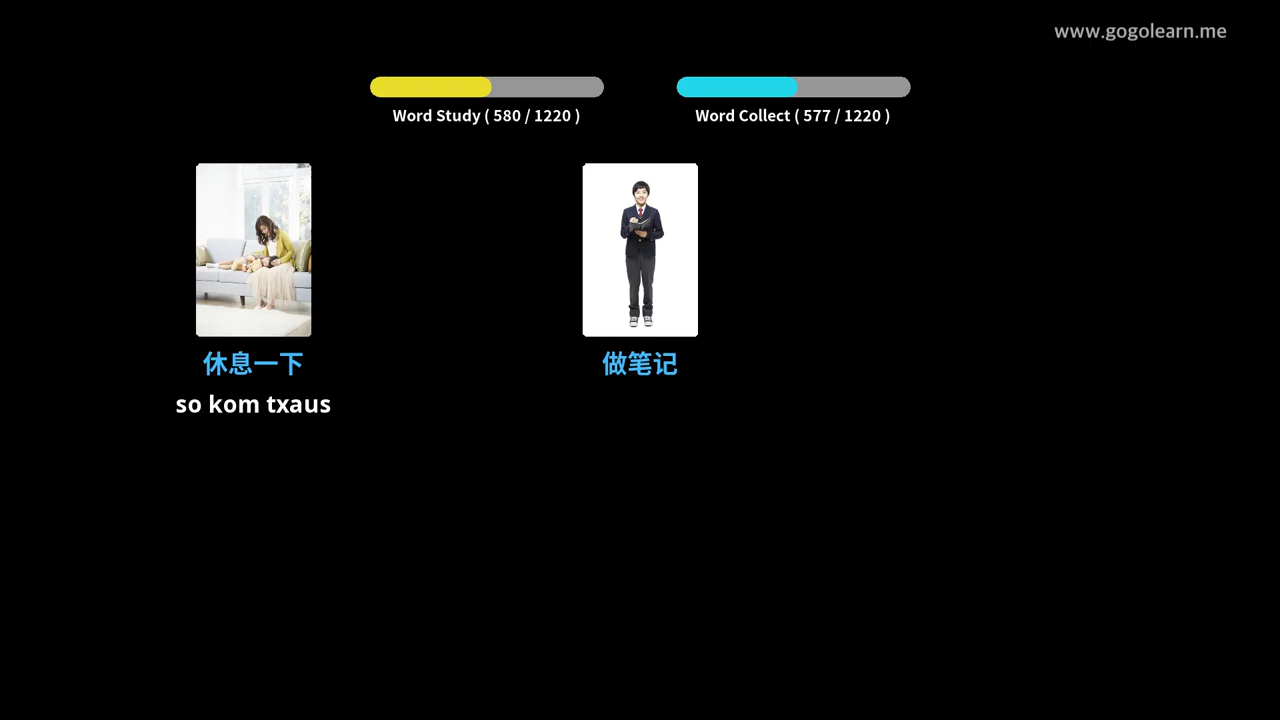 www.gogolearn.me
Word Study ( 580 / 1220 )
Word Collect ( 577 / 1220 )
休息一下
做笔记
so kom txaus